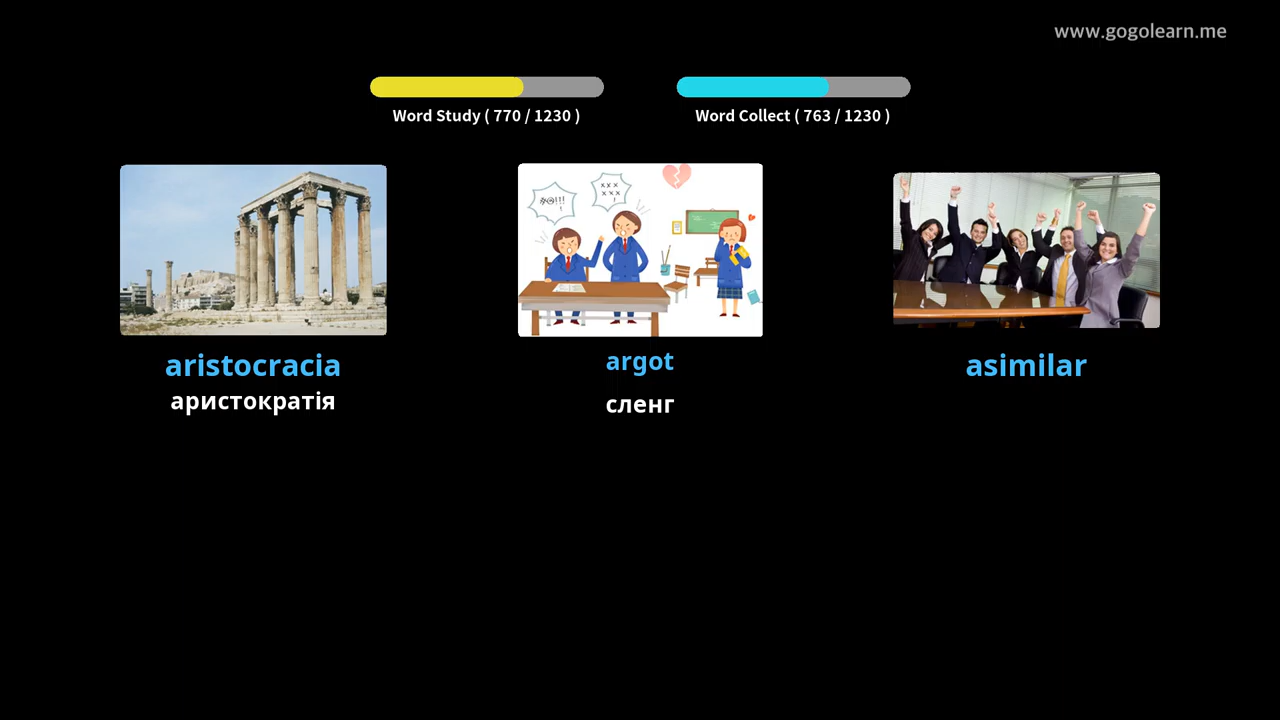 www.gogolearn.me
Word Study ( 770 / 1230 )
Word Collect ( 763 / 1230 )
aristocracia
аристократія
argot
сленг
asimilar